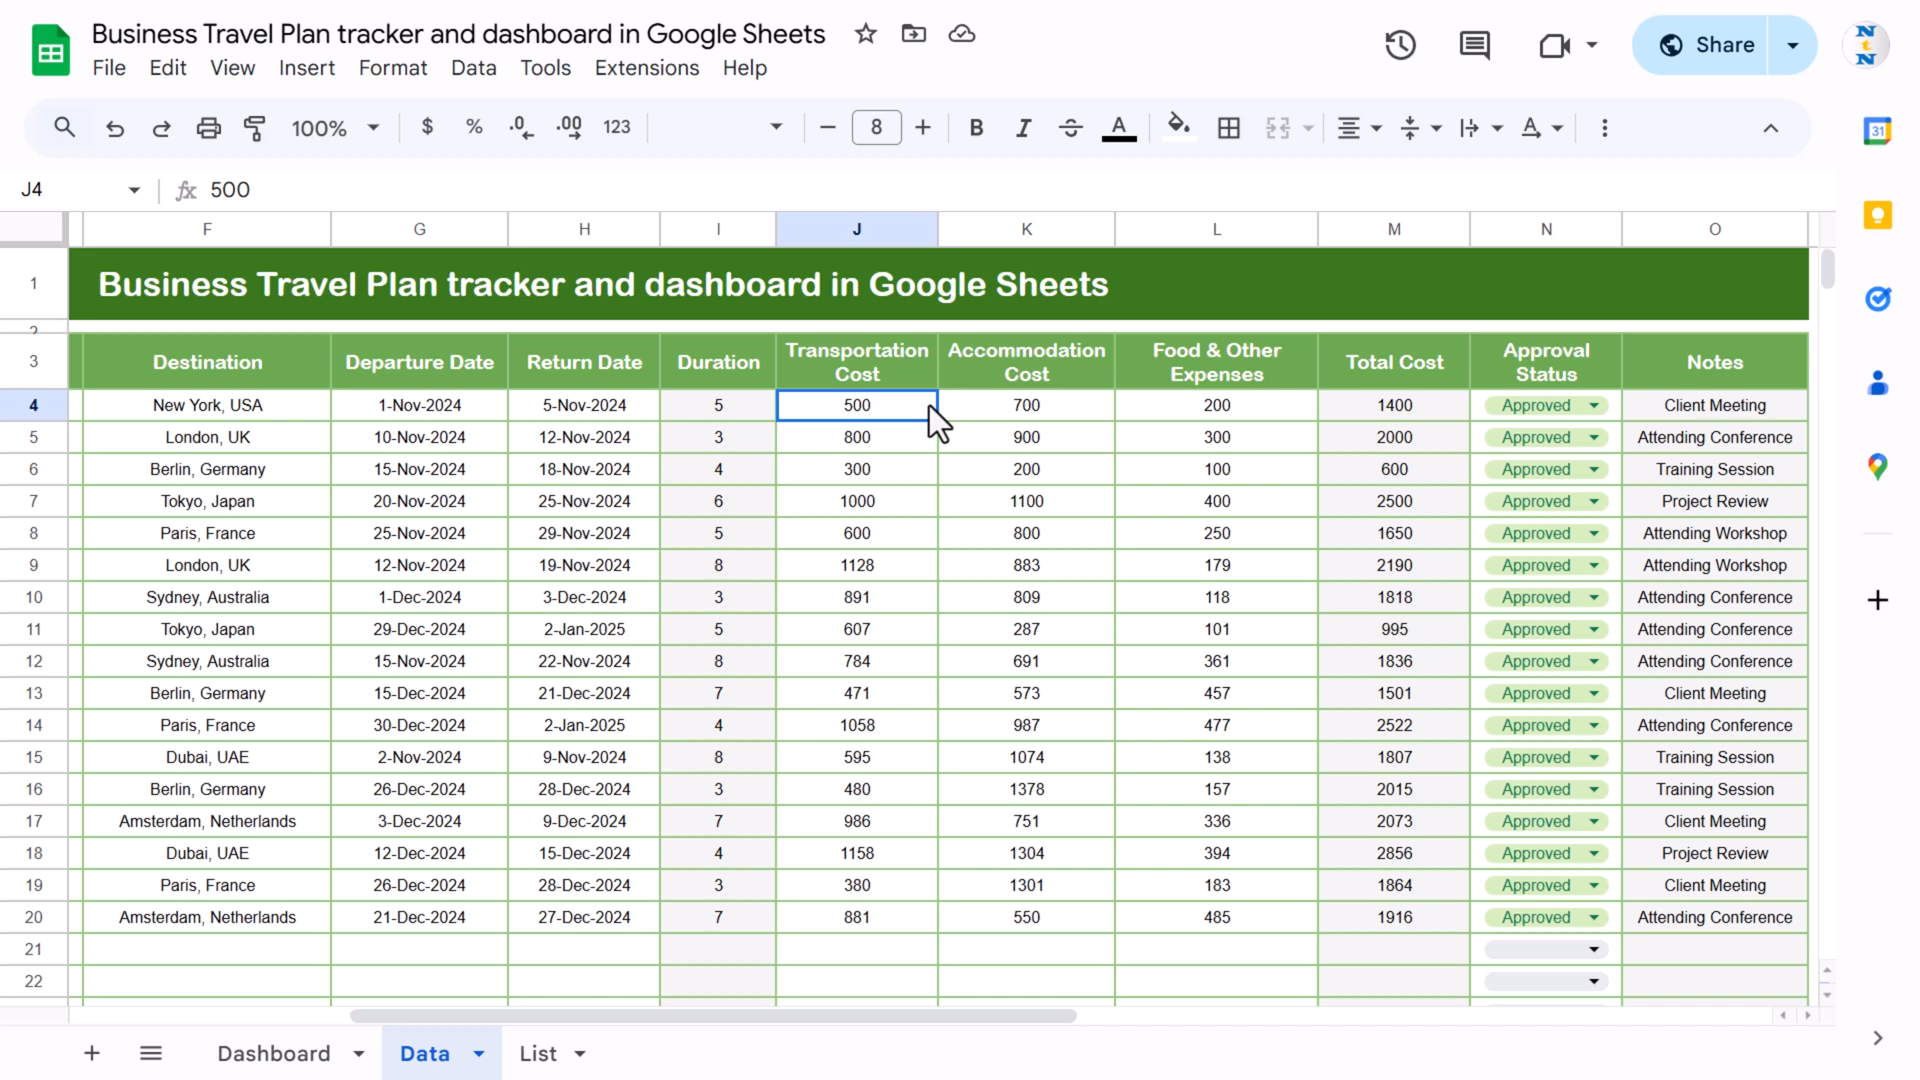 Business Travel Plan tracker and dashboard in Google Sheets
File Edit View Insert Format Data Tools Extensions Help
Share
N t N
100% $ % .0 .00 123 8 B I A A
31
J4 fx 500
F G H I J K L M N O
1 Business Travel Plan tracker and dashboard in Google Sheets
2
3 Destination Departure Date Return Date Duration Transportation Cost Accommodation Cost Food & Other Expenses Total Cost Approval Status Notes
4 New York, USA 1-Nov-2024 5-Nov-2024 5 500 700 200 1400 Approved Client Meeting
5 London, UK 10-Nov-2024 12-Nov-2024 3 800 900 300 2000 Approved Attending Conference
6 Berlin, Germany 15-Nov-2024 18-Nov-2024 4 300 200 100 600 Approved Training Session
7 Tokyo, Japan 20-Nov-2024 25-Nov-2024 6 1000 1100 400 2500 Approved Project Review
8 Paris, France 25-Nov-2024 29-Nov-2024 5 600 800 250 1650 Approved Attending Workshop
9 London, UK 12-Nov-2024 19-Nov-2024 8 1128 883 179 2190 Approved Attending Workshop
10 Sydney, Australia 1-Dec-2024 3-Dec-2024 3 891 809 118 1818 Approved Attending Conference
11 Tokyo, Japan 29-Dec-2024 2-Jan-2025 5 607 287 101 995 Approved Attending Conference
12 Sydney, Australia 15-Nov-2024 22-Nov-2024 8 784 691 361 1836 Approved Attending Conference
13 Berlin, Germany 15-Dec-2024 21-Dec-2024 7 471 573 457 1501 Approved Client Meeting
14 Paris, France 30-Dec-2024 2-Jan-2025 4 1058 987 477 2522 Approved Attending Conference
15 Dubai, UAE 2-Nov-2024 9-Nov-2024 8 595 1074 138 1807 Approved Training Session
16 Berlin, Germany 26-Dec-2024 28-Dec-2024 3 480 1378 157 2015 Approved Training Session
17 Amsterdam, Netherlands 3-Dec-2024 9-Dec-2024 7 986 751 336 2073 Approved Client Meeting
18 Dubai, UAE 12-Dec-2024 15-Dec-2024 4 1158 1304 394 2856 Approved Project Review
19 Paris, France 26-Dec-2024 28-Dec-2024 3 380 1301 183 1864 Approved Client Meeting
20 Amsterdam, Netherlands 21-Dec-2024 27-Dec-2024 7 881 550 485 1916 Approved Attending Conference
21
22
Dashboard Data List